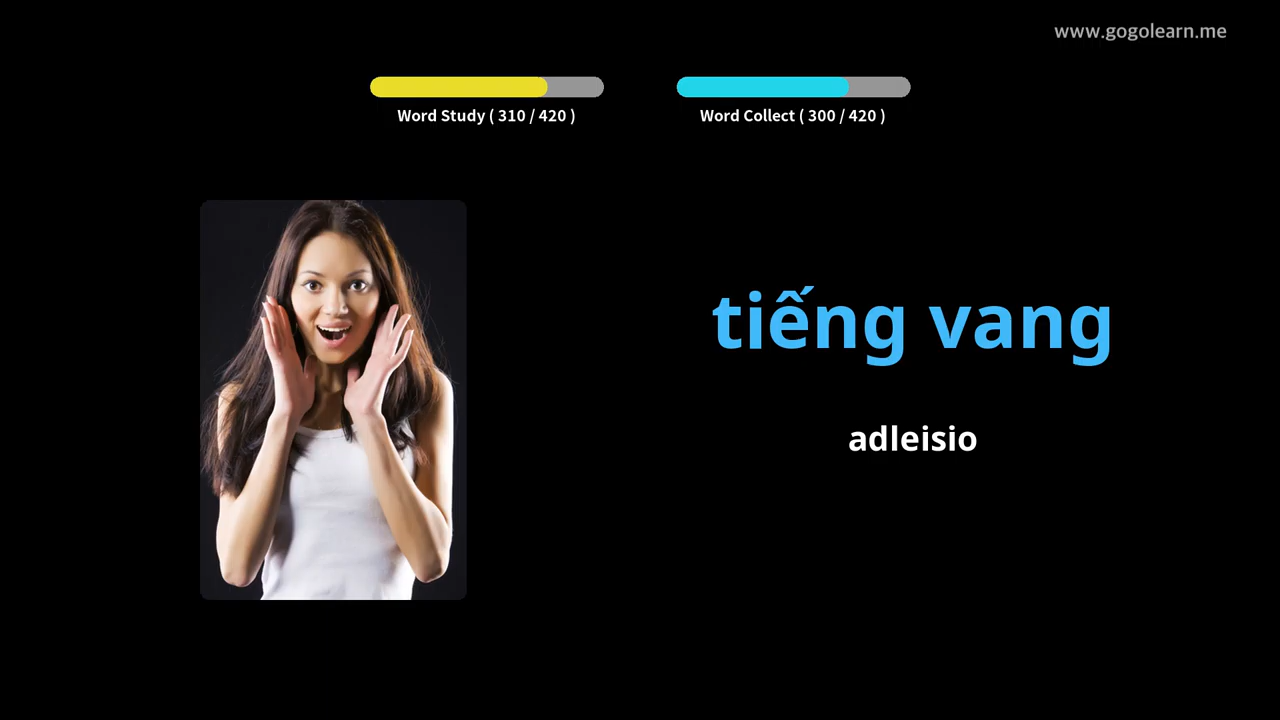 www.gogolearn.me
Word Study ( 310 / 420 )
Word Collect ( 300 / 420 )
tiếng vang
adleisio